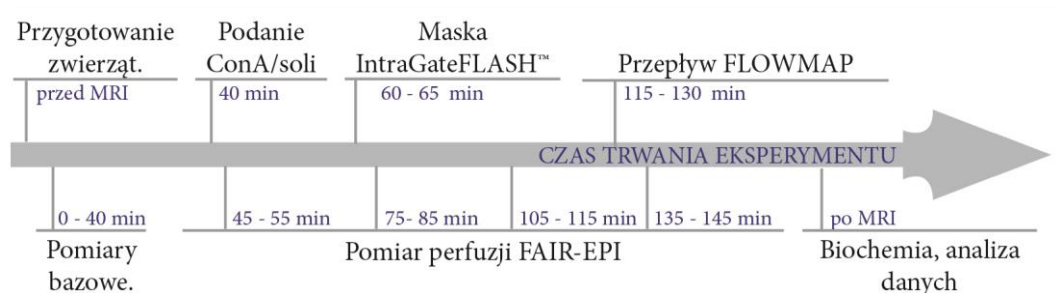 Przygotowanie
zwierząt.
przed MRI
Podanie
ConA/soli
40 min
Maska
IntraGateFLASH™
60 - 65 min
Przepływ FLOWMAP
115 - 130 min
CZAS TRWANIA EKSPERYMENTU
0 - 40 min
Pomiary
bazowe.
45 - 55 min
75- 85 min
105 - 115 min
135 - 145 min
Pomiar perfuzji FAIR-EPI
po MRI
Biochemia, analiza
danych